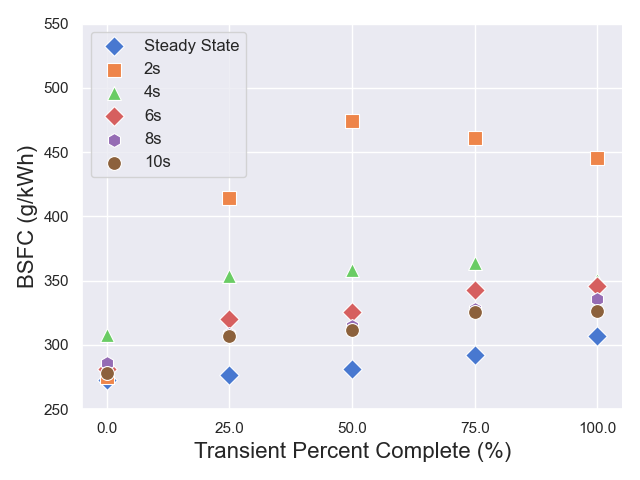 550
500
450
400
350
300
250
BSFC (g/kWh)
Steady State
2s
4s
6s
8s
10s
0.0 25.0 50.0 75.0 100.0
Transient Percent Complete (%)